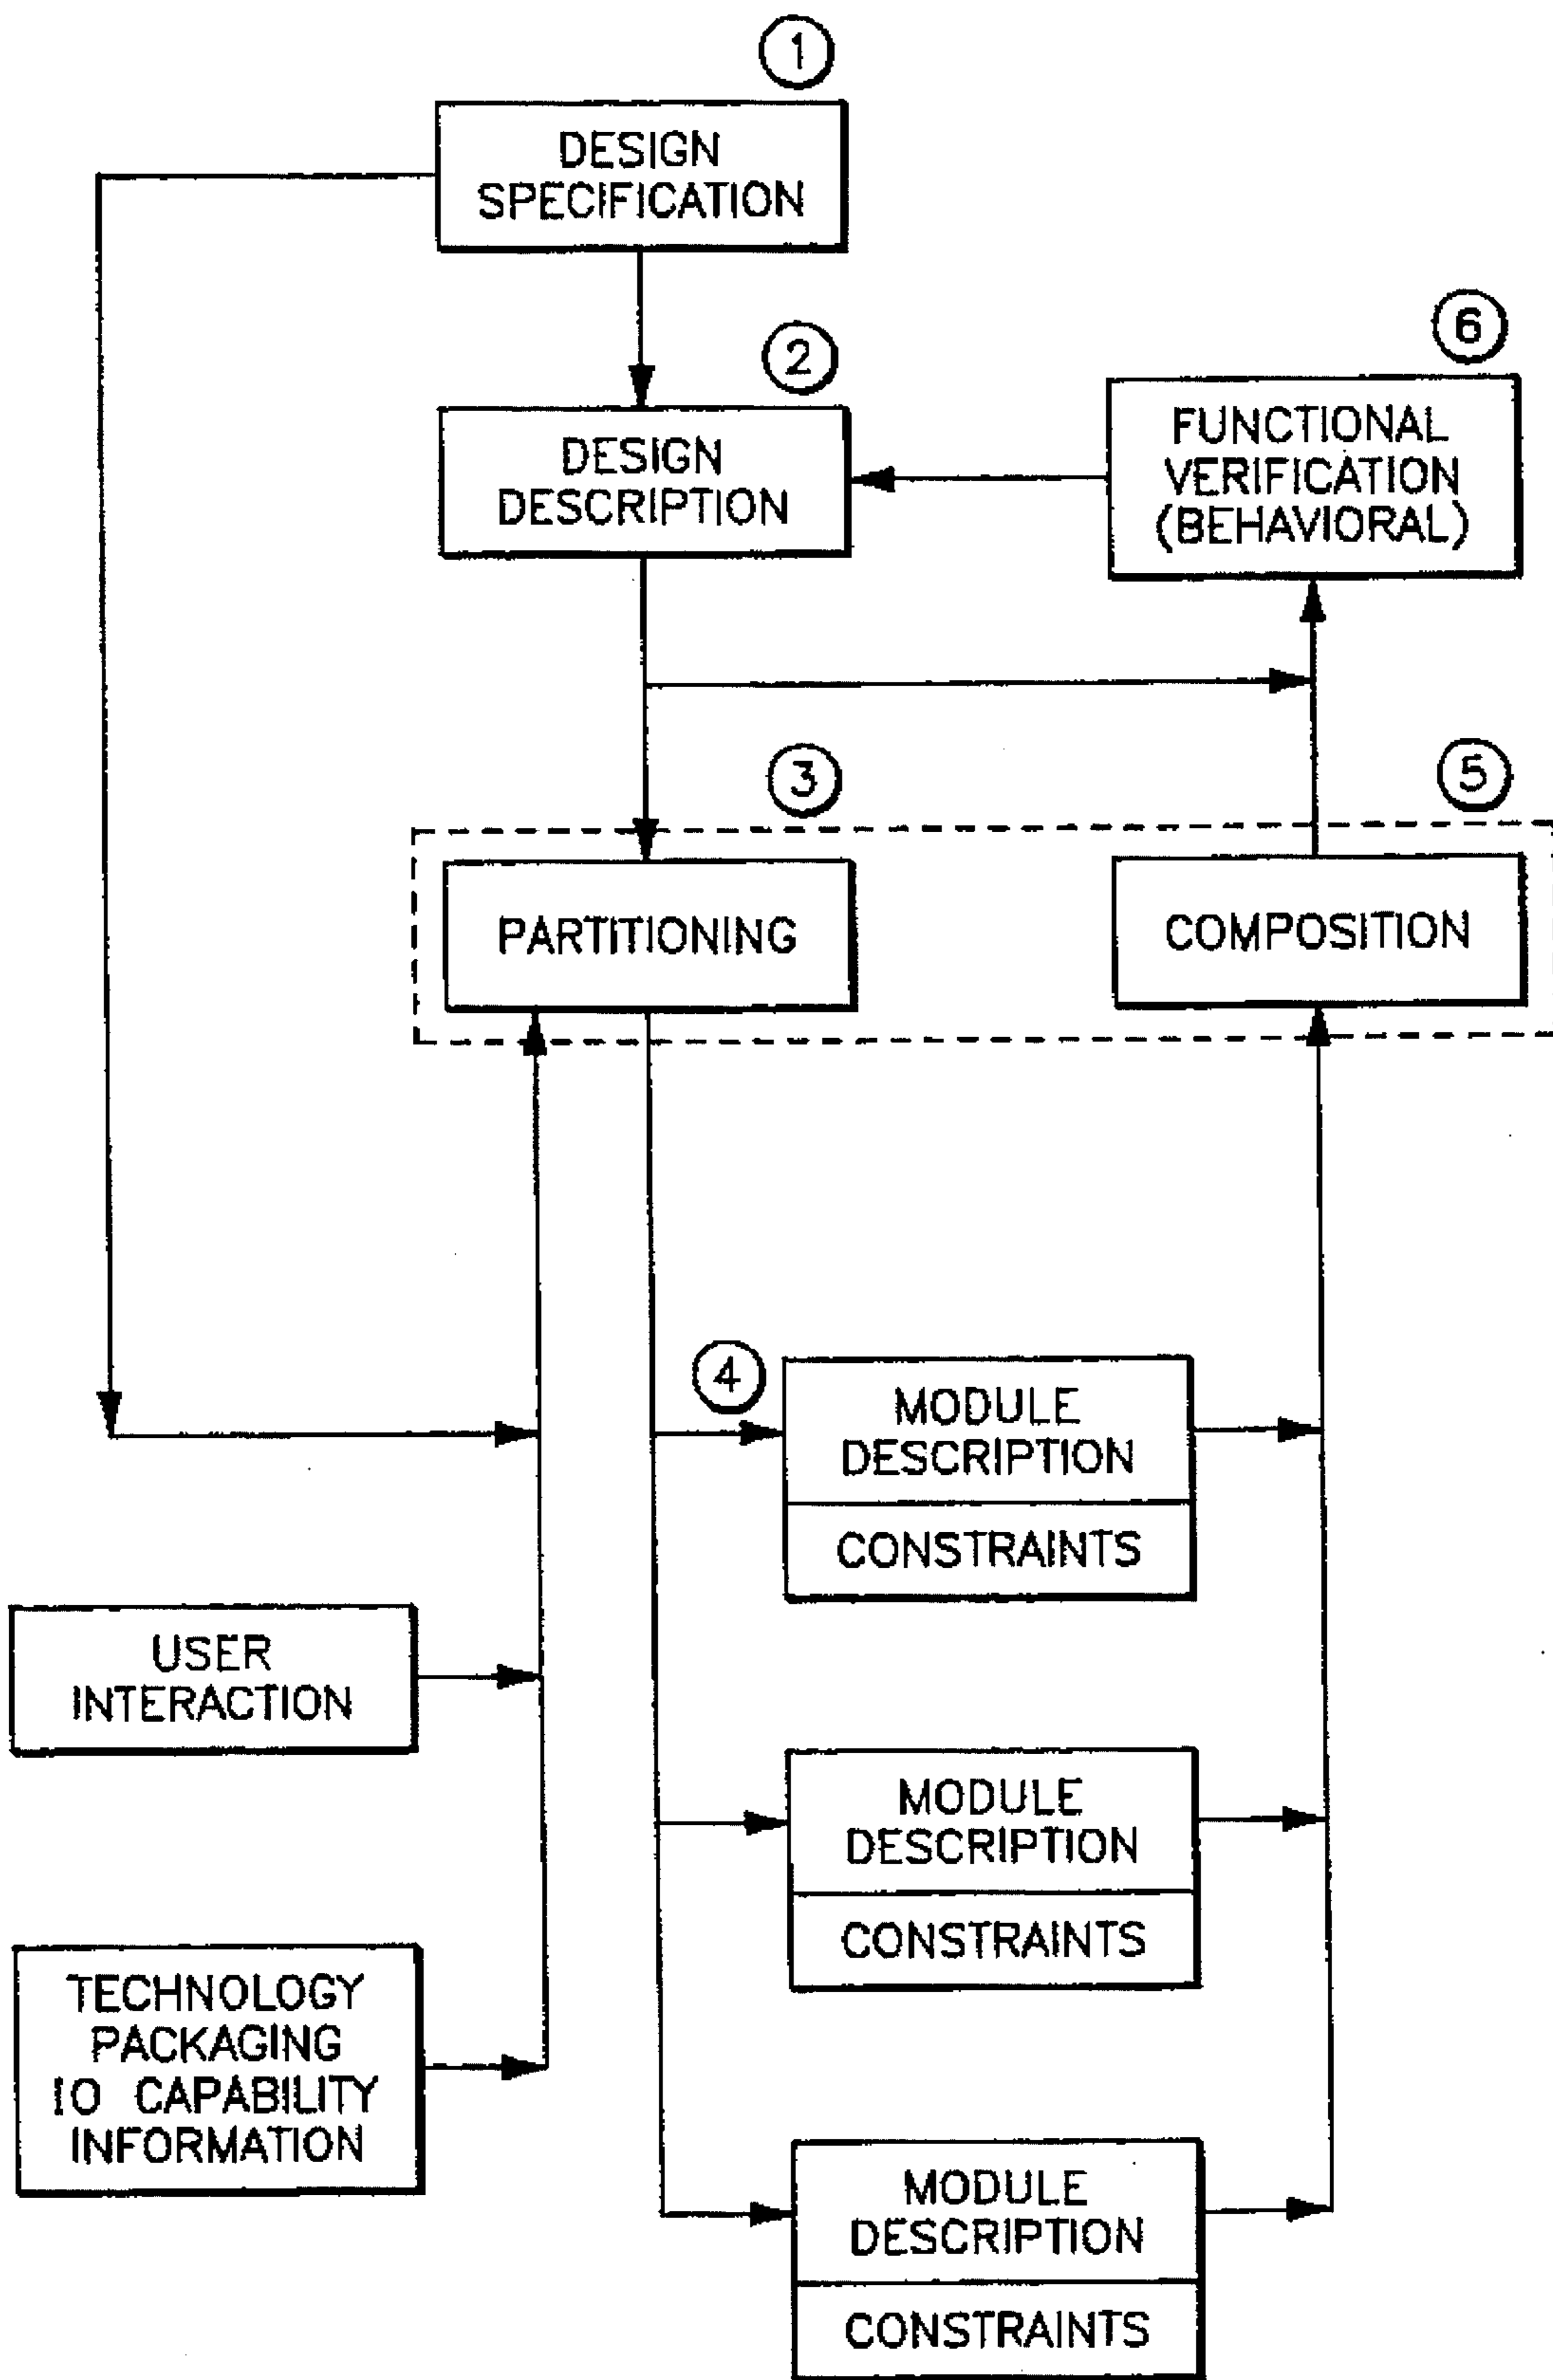 1
DESIGN
SPECIFICATION
2
DESIGN
DESCRIPTION
6
FUNCTIONAL
VERIFICATION
(BEHAVIORAL)
3
PARTITIONING
5
COMPOSITION
4
MODULE
DESCRIPTION
CONSTRAINTS
USER
INTERACTION
MODULE
DESCRIPTION
CONSTRAINTS
TECHNOLOGY
PACKAGING
IO CAPABILITY
INFORMATION
MODULE
DESCRIPTION
CONSTRAINTS